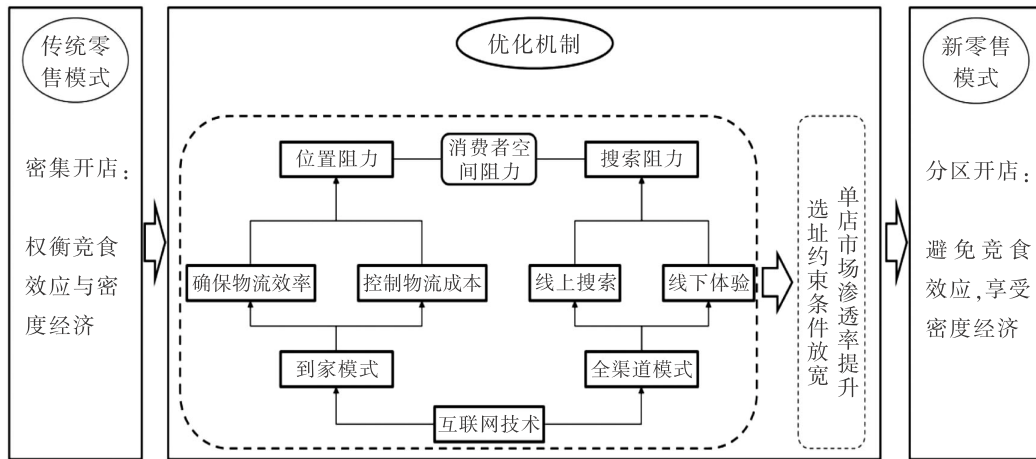 传统零
售模式
密集开店：
权衡竞食
效应与密
度经济
优化机制
位置阻力
消费者空
间阻力
搜索阻力
确保物流效率
控制物流成本
线上搜索
线下体验
到家模式
全渠道模式
互联网技术
单店市场渗透率提升
选址约束条件放宽
新零售
模式
分区开店：
避免竞食
效应,享受
密度经济